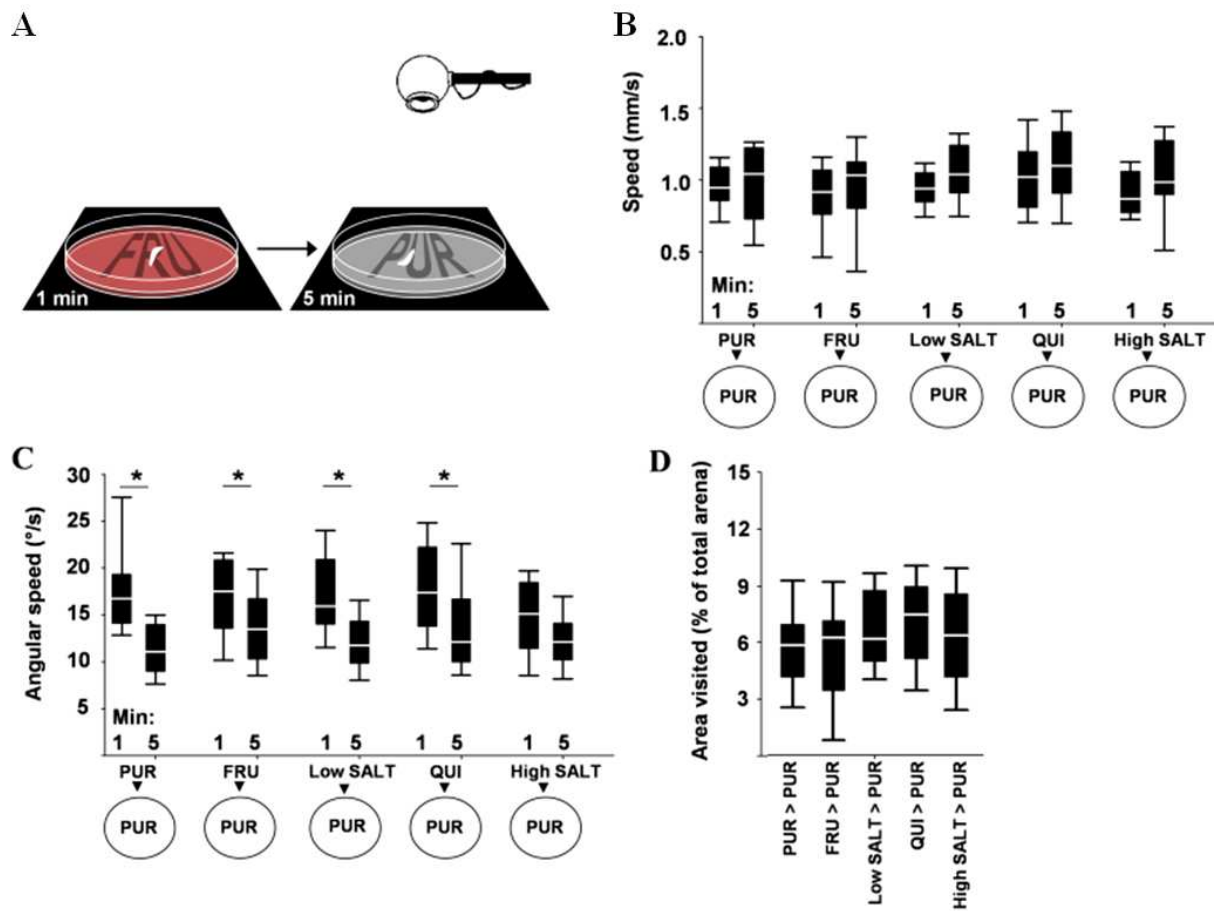 A
FRU
1 min
PUR
5 min
B
Speed (mm/s)
2.0
1.5
1.0
0.5
Min:
1 5 1 5 1 5 1 5 1 5
PUR FRU Low SALT QUI High SALT
PUR PUR PUR PUR PUR
C
Angular speed (°/s)
30
25
20
15
10
5
* * * *
Min:
1 5 1 5 1 5 1 5 1 5
PUR FRU Low SALT QUI High SALT
PUR PUR PUR PUR PUR
D
Area visited (% of total arena)
15
12
9
6
3
PUR > PUR
FRU > PUR
Low SALT > PUR
QUI > PUR
High SALT > PUR